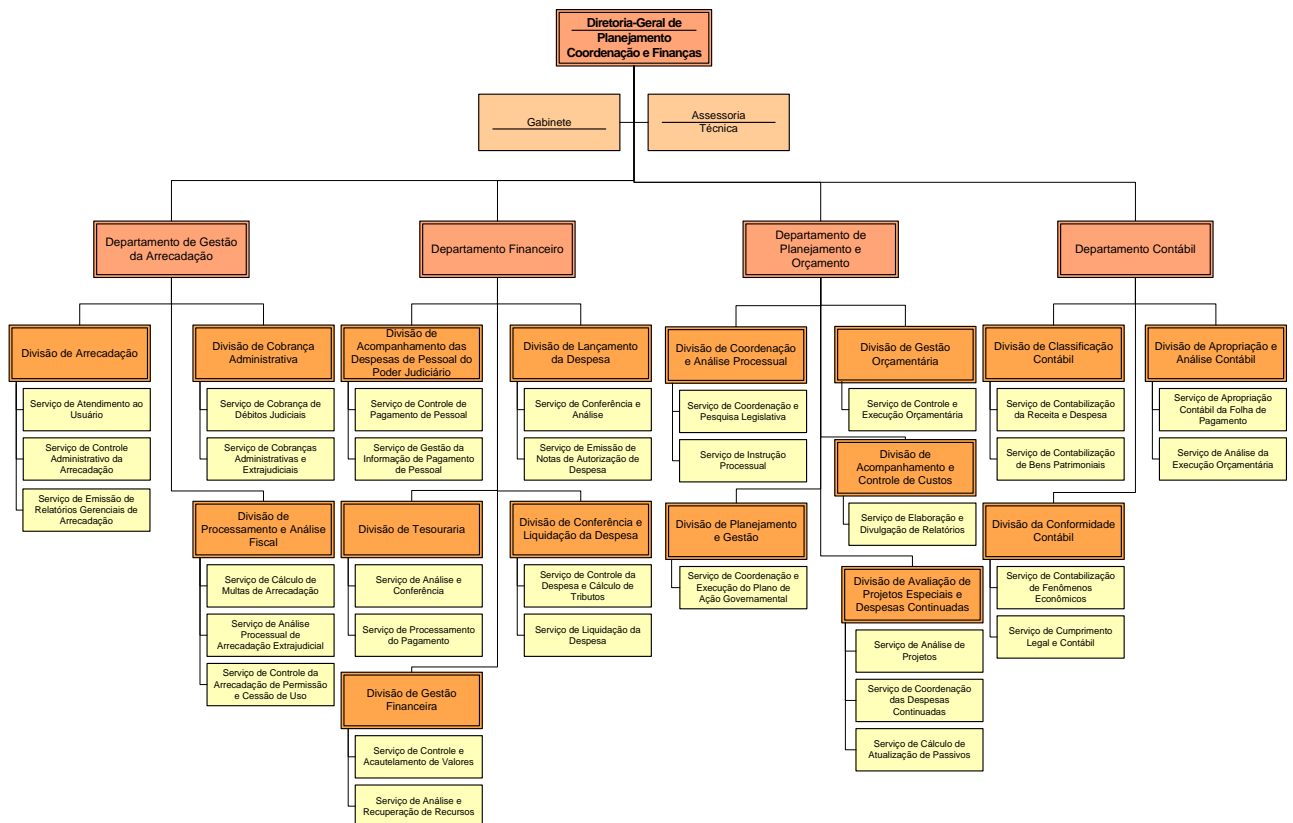 Diretoria-Geral de
Planejamento
Coordenação e Finanças
Gabinete
Assessoria
Técnica
Departamento de Gestão
da Arrecadação
Departamento Financeiro
Departamento de
Planejamento e
Orçamento
Departamento Contábil
Divisão de Arrecadação
Serviço de Atendimento ao
Usuário
Serviço de Controle
Administrativo da
Arrecadação
Serviço de Emissão de
Relatórios Gerenciais de
Arrecadação
Divisão de Cobrança
Administrativa
Serviço de Cobrança de
Débitos Judiciais
Serviço de Cobranças
Administrativas e
Extrajudiciais
Divisão de
Processamento e Análise
Fiscal
Serviço de Cálculo de
Multas de Arrecadação
Serviço de Análise
Processual de
Arrecadação Extrajudicial
Serviço de Controle da
Arrecadação de Permissão
e Cessão de Uso
Divisão de
Acompanhamento das
Despesas de Pessoal do
Poder Judiciário
Serviço de Controle de
Pagamento de Pessoal
Serviço de Gestão da
Informação de Pagamento
de Pessoal
Divisão de Lançamento
da Despesa
Serviço de Conferência e
Análise
Serviço de Emissão de
Notas de Autorização de
Despesa
Divisão de Tesouraria
Serviço de Análise e
Conferência
Serviço de Processamento
do Pagamento
Divisão de Conferência e
Liquidação da Despesa
Serviço de Controle da
Despesa e Cálculo de
Tributos
Serviço de Liquidação da
Despesa
Divisão de Gestão
Financeira
Serviço de Controle e
Acautelamento de Valores
Serviço de Análise e
Recuperação de Recursos
Divisão de Coordenação
e Análise Processual
Serviço de Coordenação e
Pesquisa Legislativa
Serviço de Instrução
Processual
Divisão de Gestão
Orçamentária
Serviço de Controle e
Execução Orçamentária
Divisão de
Acompanhamento e
Controle de Custos
Serviço de Elaboração e
Divulgação de Relatórios
Divisão de Planejamento
e Gestão
Serviço de Coordenação e
Execução do Plano de
Ação Governamental
Divisão de Avaliação de
Projetos Especiais e
Despesas Continuadas
Serviço de Análise de
Projetos
Serviço de Coordenação
das Despesas
Continuadas
Serviço de Cálculo de
Atualização de Passivos
Divisão de Classificação
Contábil
Serviço de Contabilização
da Receita e Despesa
Serviço de Contabilização
de Bens Patrimoniais
Divisão de Apropriação e
Análise Contábil
Serviço de Apropriação
Contábil da Folha de
Pagamento
Serviço de Análise da
Execução Orçamentária
Divisão da Conformidade
Contábil
Serviço de Contabilização
de Fenômenos
Econômicos
Serviço de Cumprimento
Legal e Contábil